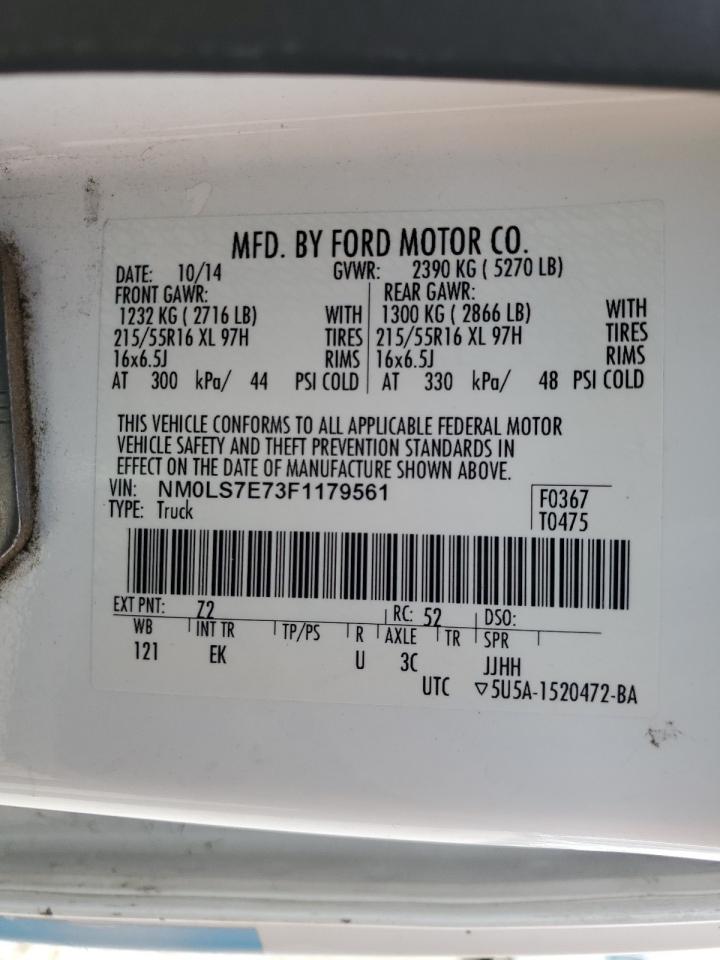 MFD. BY FORD MOTOR CO.
DATE: 10/14 GVWR: 2390 KG ( 5270 LB)
FRONT GAWR: REAR GAWR:
1232 KG ( 2716 LB) WITH 1300 KG ( 2866 LB) WITH
215/55R16 XL 97H TIRES 215/55R16 XL 97H TIRES
16x6.5J RIMS 16x6.5J RIMS
AT 300 kPa/ 44 PSI COLD AT 330 kPa/ 48 PSI COLD
THIS VEHICLE CONFORMS TO ALL APPLICABLE FEDERAL MOTOR
VEHICLE SAFETY AND THEFT PREVENTION STANDARDS IN
EFFECT ON THE DATE OF MANUFACTURE SHOWN ABOVE.
VIN: NM0LS7E73F1179561 F0367
TYPE: Truck T0475
EXT PNT: Z2 RC: 52 DSO:
WB INT TR TP/PS R AXLE TR SPR
121 EK U 3C JJHH
UTC ▽5U5A-1520472-BA